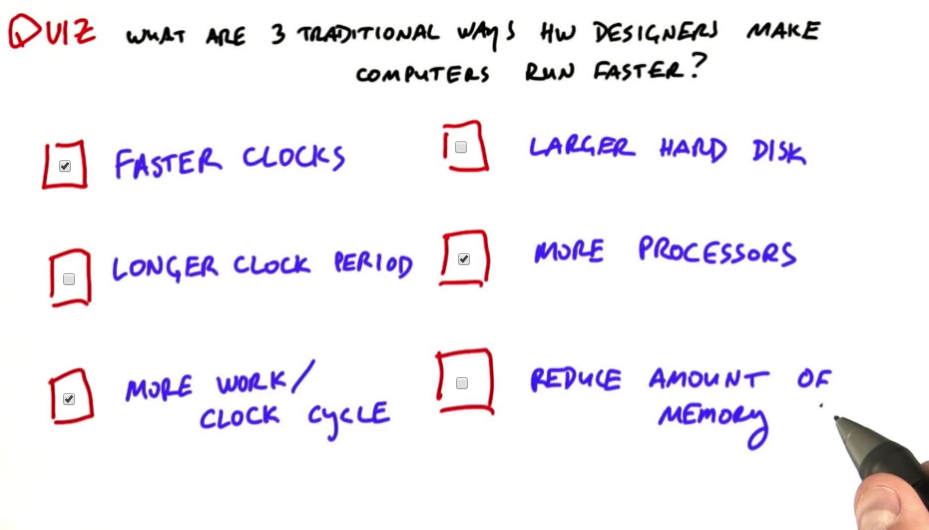 QUIZ WHAT ARE 3 TRADITIONAL WAYS HW DESIGNERS MAKE
COMPUTERS RUN FASTER?
FASTER CLOCKS
LARGER HARD DISK
LONGER CLOCK PERIOD
MORE PROCESSORS
MORE WORK/
CLOCK CYCLE
REDUCE AMOUNT OF
MEMORY